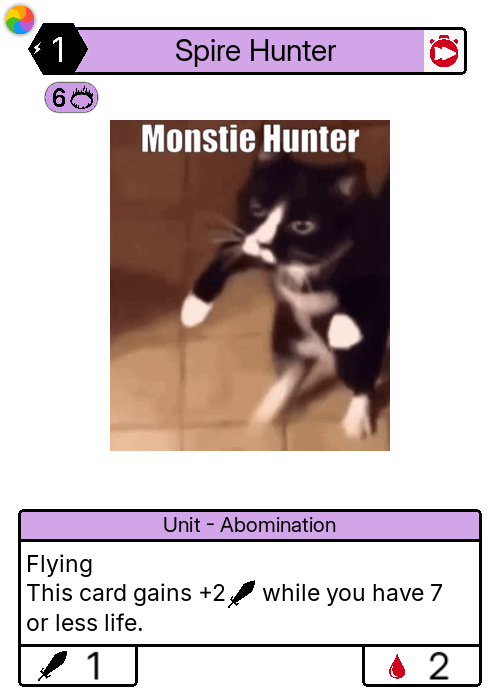 1
Spire Hunter
6
Monstie Hunter
Unit - Abomination
Flying
This card gains +2 while you have 7
or less life.
1
2